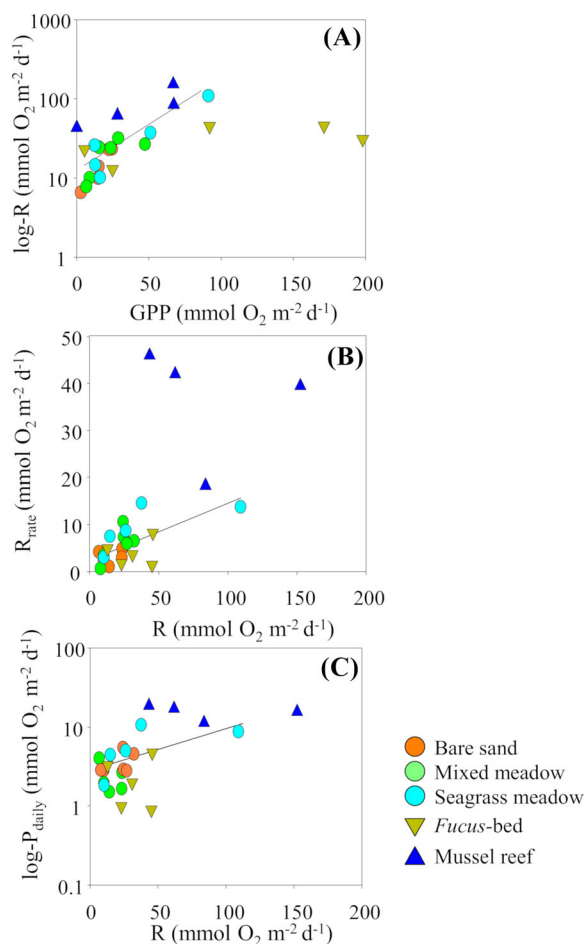 (A)
1000
100
10
1
log-R (mmol O₂ m⁻² d⁻¹)
0 50 100 150 200
GPP (mmol O₂ m⁻² d⁻¹)
(B)
50
40
30
20
10
0
R_rate (mmol O₂ m⁻² d⁻¹)
0 50 100 150 200
R (mmol O₂ m⁻² d⁻¹)
(C)
100
10
1
0.1
log-P_daily (mmol O₂ m⁻² d⁻¹)
0 50 100 150 200
R (mmol O₂ m⁻² d⁻¹)
Bare sand
Mixed meadow
Seagrass meadow
Fucus-bed
Mussel reef